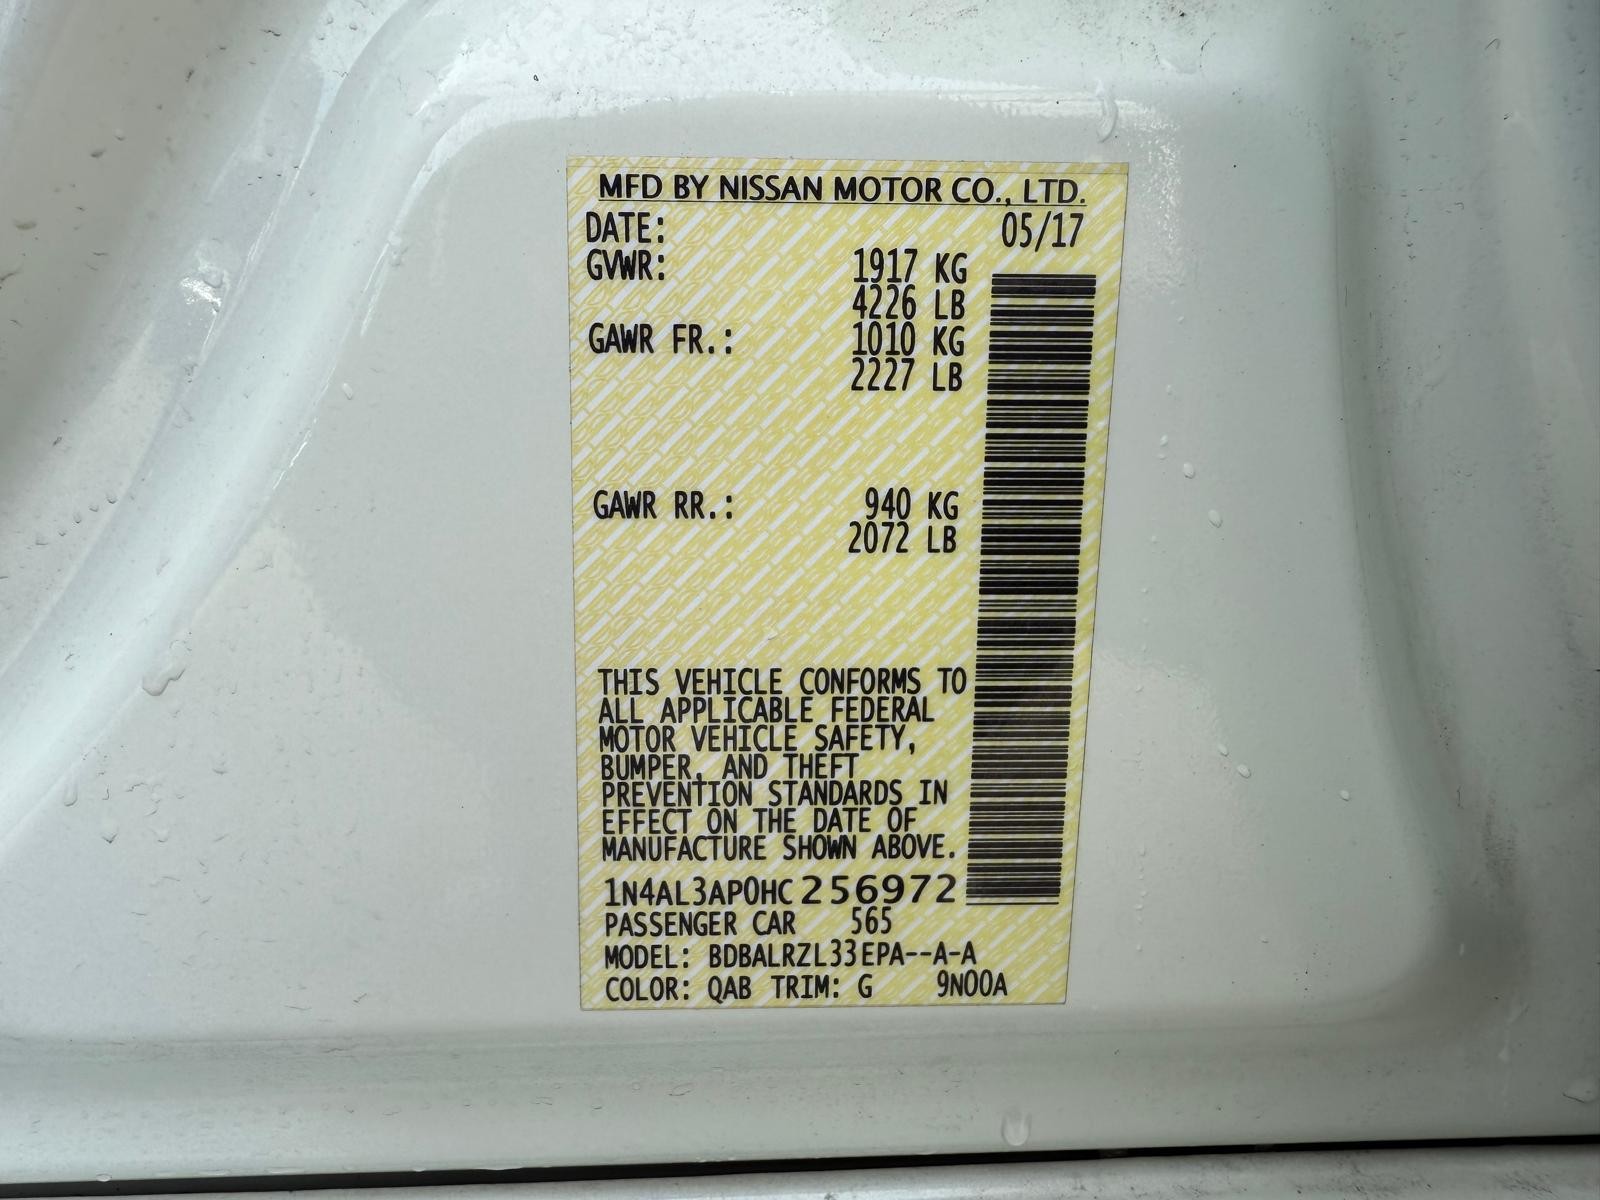 MFD BY NISSAN MOTOR CO., LTD.
DATE: 05/17
GVWR: 1917 KG
4226 LB
GAWR FR.: 1010 KG
2227 LB
GAWR RR.: 940 KG
2072 LB
THIS VEHICLE CONFORMS TO
ALL APPLICABLE FEDERAL
MOTOR VEHICLE SAFETY,
BUMPER, AND THEFT
PREVENTION STANDARDS IN
EFFECT ON THE DATE OF
MANUFACTURE SHOWN ABOVE.
1N4AL3AP0HC256972
PASSENGER CAR 565
MODEL: BDBALRZL33EPA--A-A
COLOR: QAB TRIM: G 9N00A